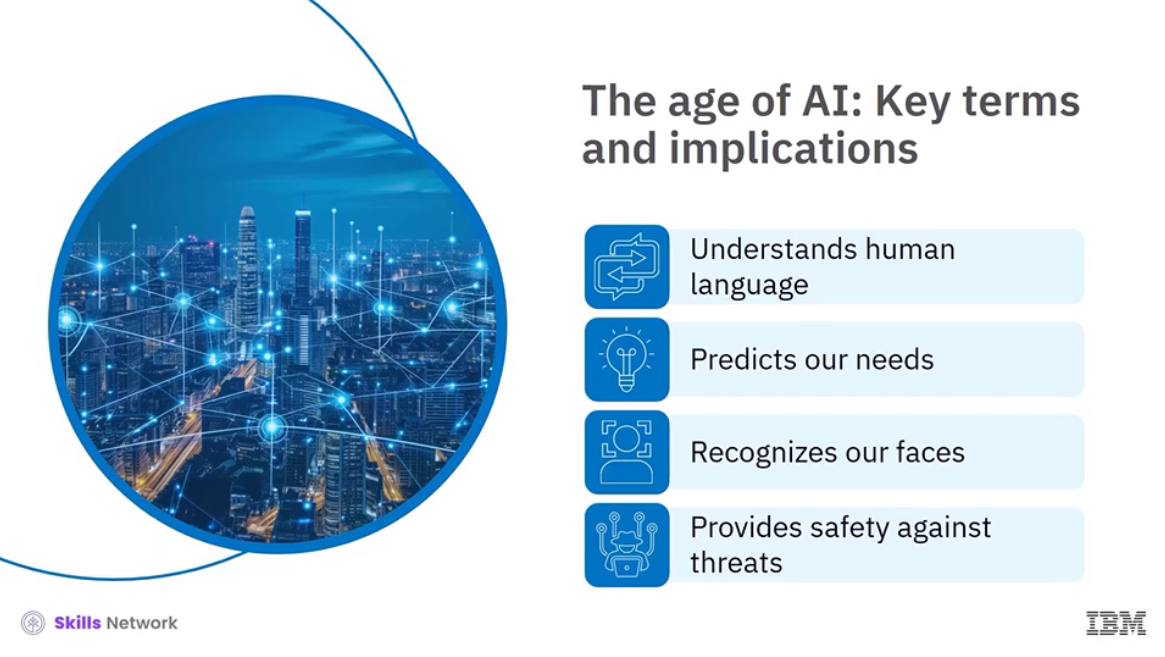 The age of AI: Key terms
and implications
Understands human
language
Predicts our needs
Recognizes our faces
Provides safety against
threats
Skills Network
IBM